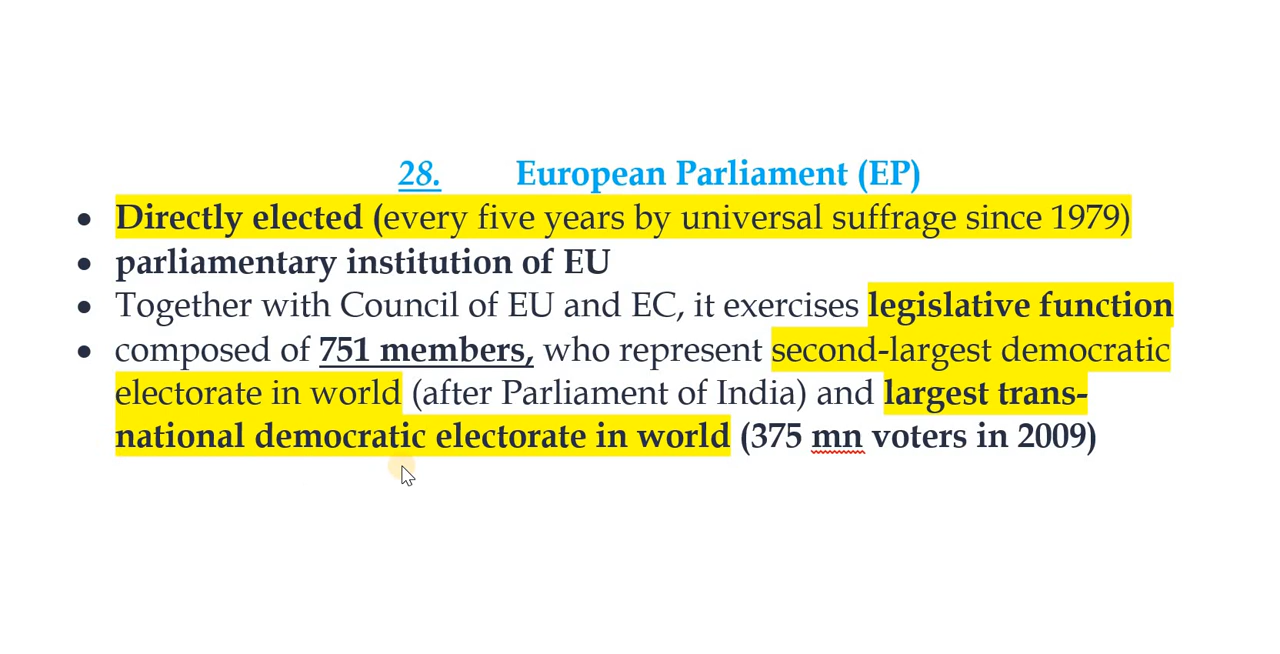 28. European Parliament (EP)
• Directly elected (every five years by universal suffrage since 1979)
• parliamentary institution of EU
• Together with Council of EU and EC, it exercises legislative function
• composed of 751 members, who represent second-largest democratic
electorate in world (after Parliament of India) and largest trans-
national democratic electorate in world (375 mn voters in 2009)